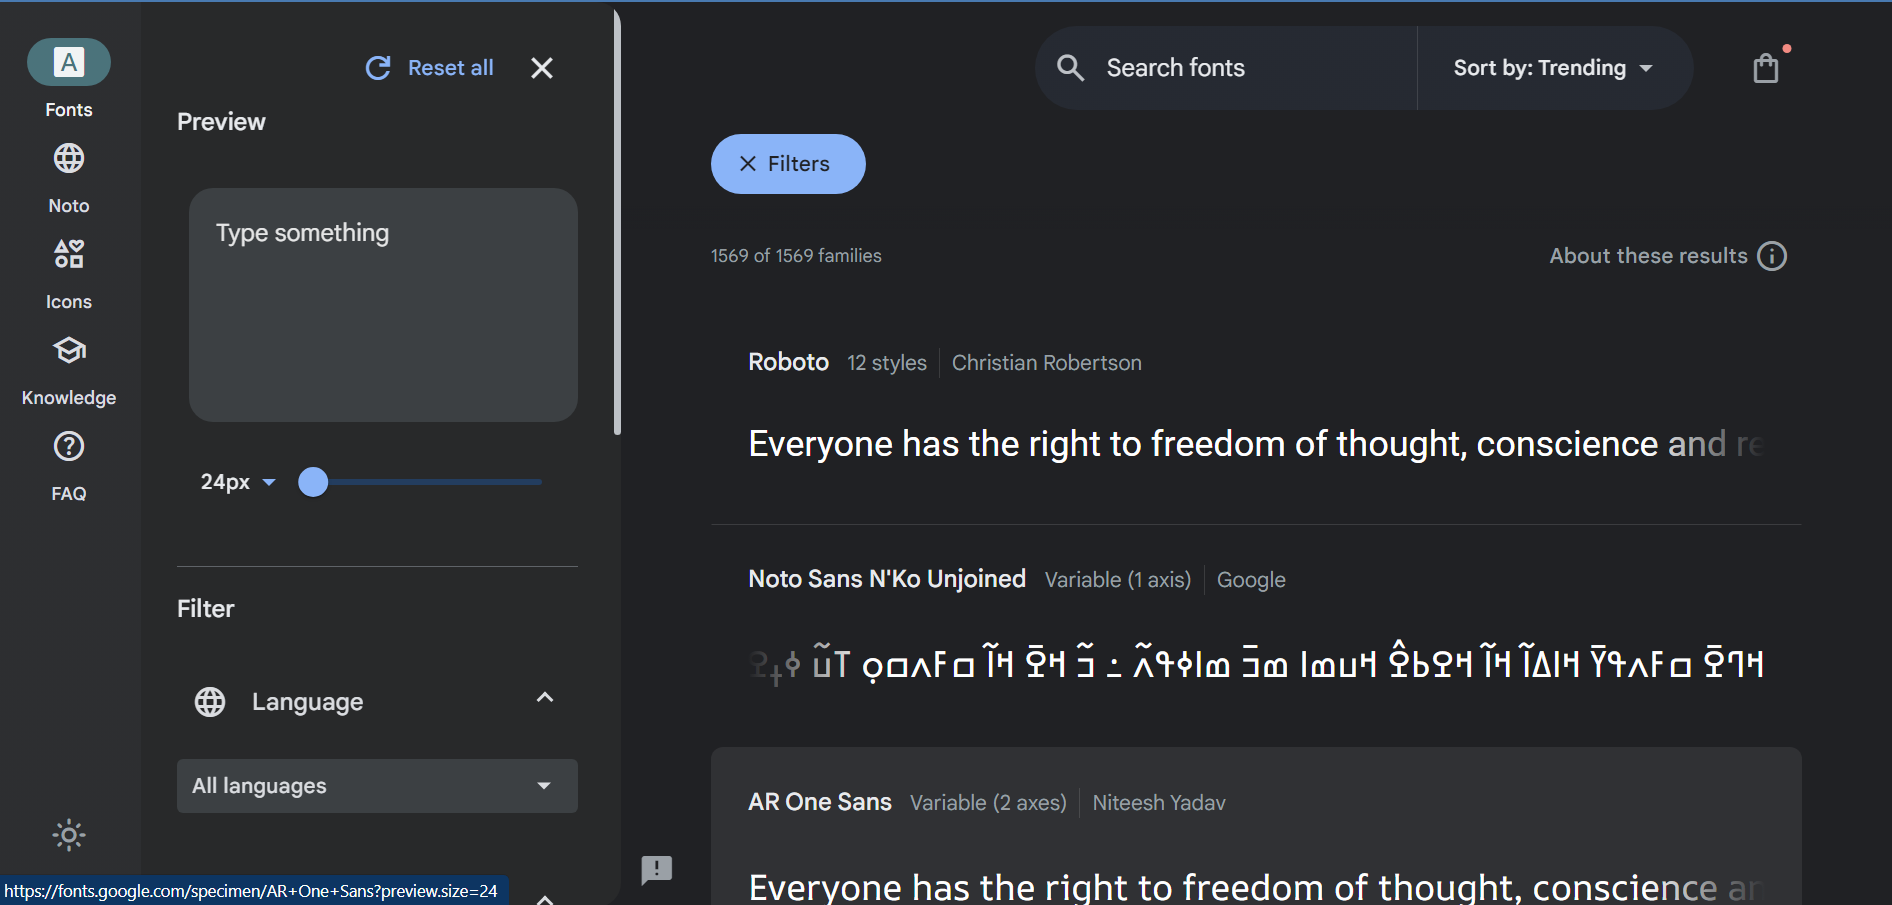 A
Fonts
Noto
Icons
Knowledge
FAQ
Reset all
Preview
Type something
24px
Filter
Language
All languages
https://fonts.google.com/specimen/AR+One+Sans?preview.size=24
Search fonts
Sort by: Trending
Filters
1569 of 1569 families
About these results
Roboto 12 styles Christian Robertson
Everyone has the right to freedom of thought, conscience and re
Noto Sans N'Ko Unjoined Variable (1 axis) Google
AR One Sans Variable (2 axes) Niteesh Yadav
Everyone has the right to freedom of thought, conscience an